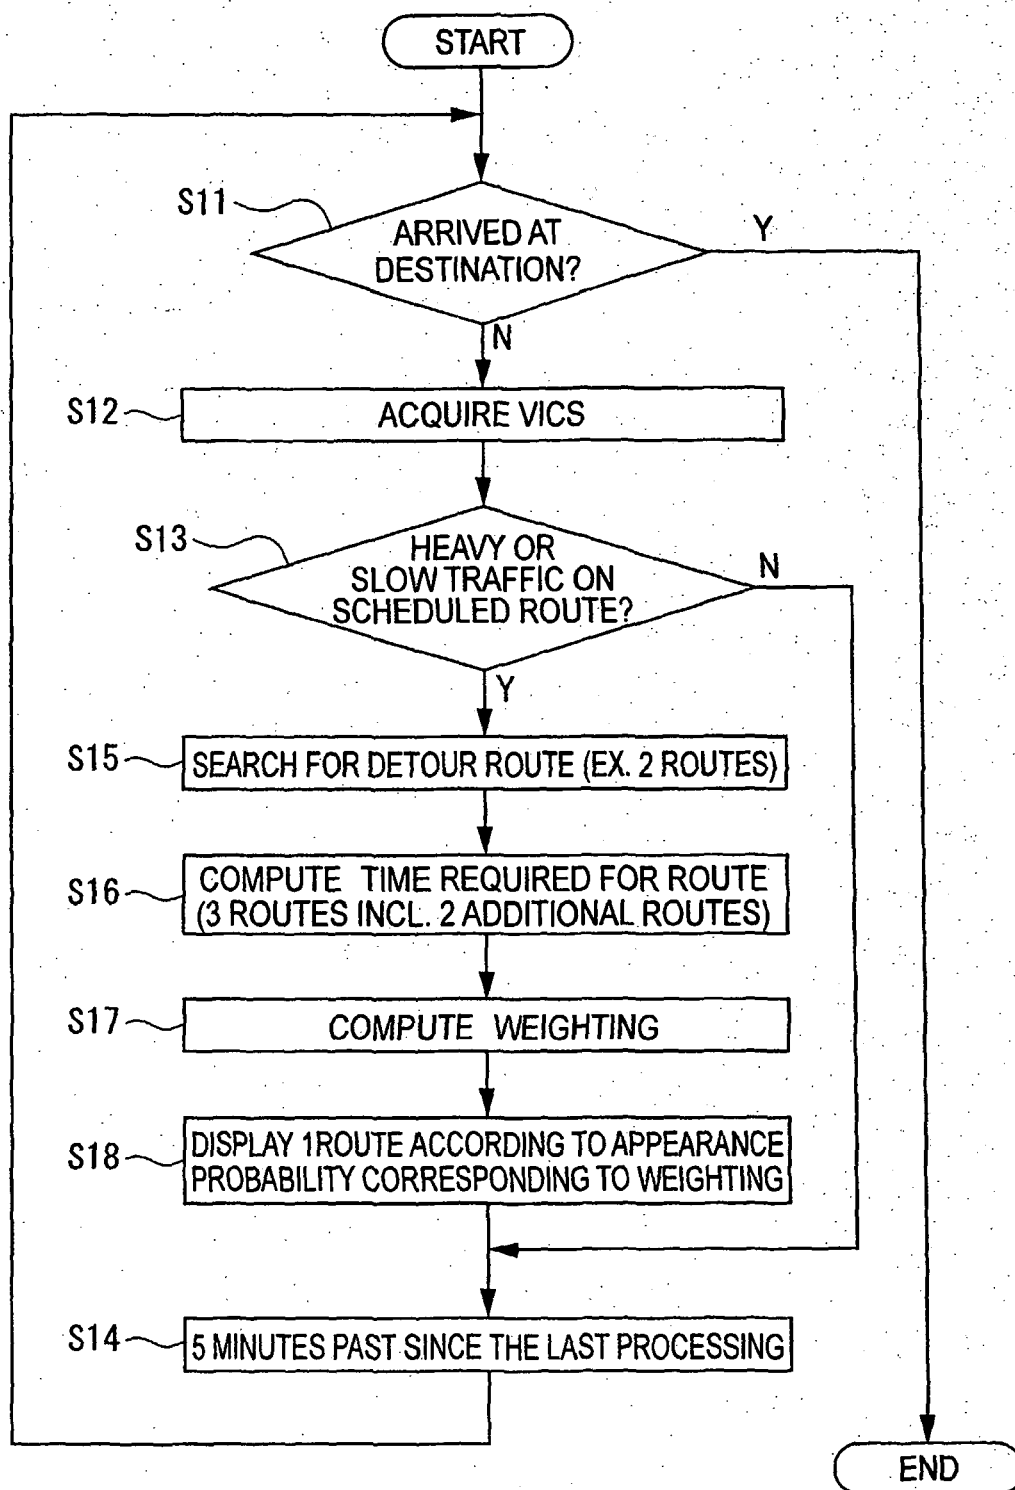 START
S11
ARRIVED AT
DESTINATION?
Y
N
S12
ACQUIRE VICS
S13
HEAVY OR
SLOW TRAFFIC ON
SCHEDULED ROUTE?
N
Y
S15
SEARCH FOR DETOUR ROUTE (EX. 2 ROUTES)
S16
COMPUTE TIME REQUIRED FOR ROUTE
(3 ROUTES INCL. 2 ADDITIONAL ROUTES)
S17
COMPUTE WEIGHTING
S18
DISPLAY 1ROUTE ACCORDING TO APPEARANCE
PROBABILITY CORRESPONDING TO WEIGHTING
S14
5 MINUTES PAST SINCE THE LAST PROCESSING
END